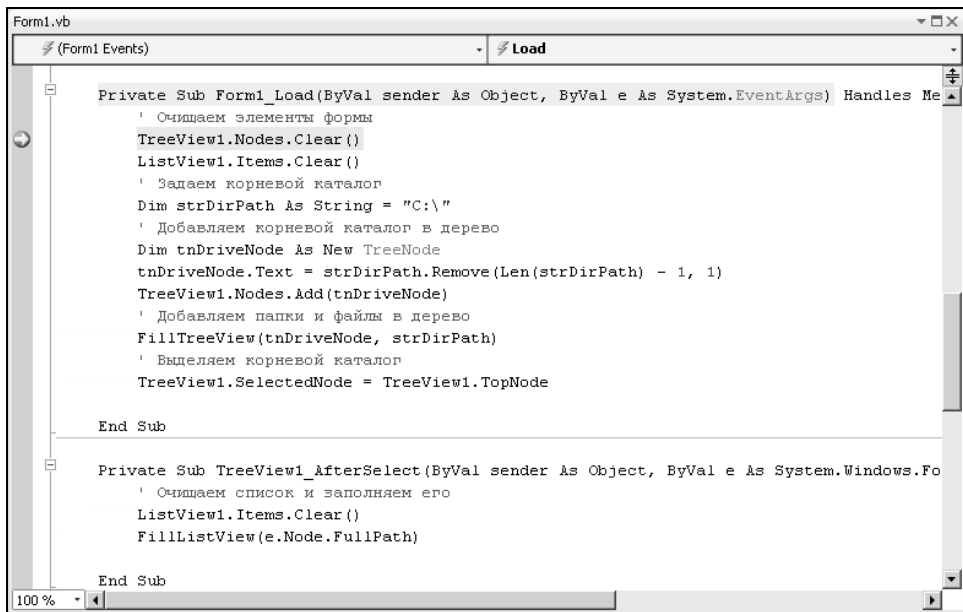 Form1.vb
(Form1 Events) Load
Private Sub Form1_Load(ByVal sender As Object, ByVal e As System.EventArgs) Handles Me
' Очищаем элементы формы
TreeView1.Nodes.Clear()
ListView1.Items.Clear()
' Задаем корневой каталог
Dim strDirPath As String = "C:\"
' Добавляем корневой каталог в дерево
Dim tnDriveNode As New TreeNode
tnDriveNode.Text = strDirPath.Remove(Len(strDirPath) - 1, 1)
TreeView1.Nodes.Add(tnDriveNode)
' Добавляем папки и файлы в дерево
FillTreeView(tnDriveNode, strDirPath)
' Выделяем корневой каталог
TreeView1.SelectedNode = TreeView1.TopNode
End Sub
Private Sub TreeView1_AfterSelect(ByVal sender As Object, ByVal e As System.Windows.Fo
' Очищаем список и заполняем его
ListView1.Items.Clear()
FillListView(e.Node.FullPath)
End Sub
100 %